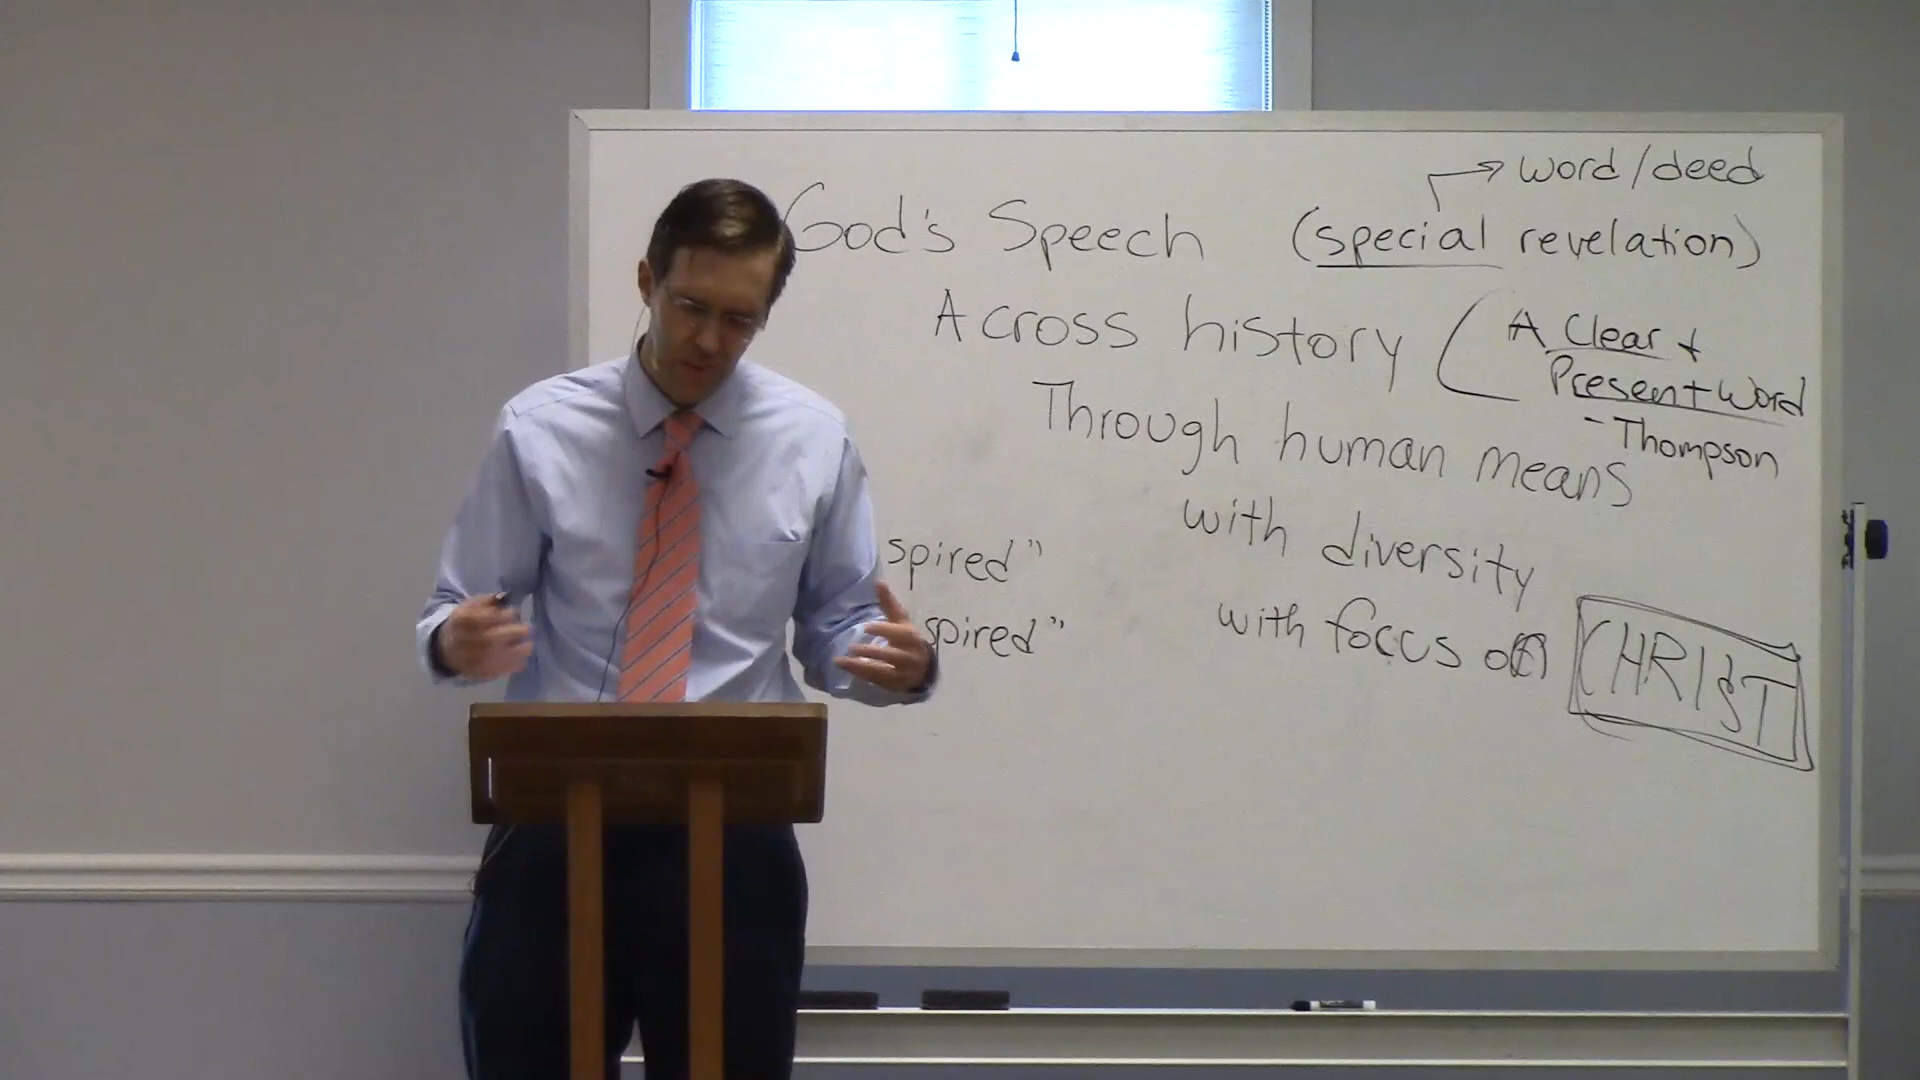 word/deed
God's Speech (special revelation)
Across history
A Clear +
Present Word
- Thompson
Through human means
with diversity
spired"
with focus on CHRIST
spired"